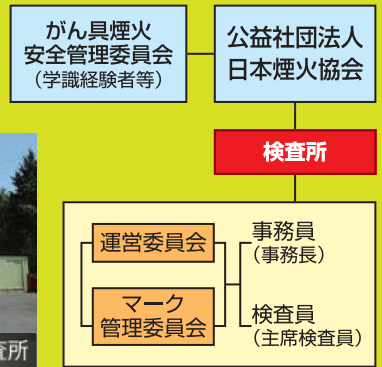 がん具煙火
安全管理委員会
（学識経験者等）
公益社団法人
日本煙火協会
検査所
運営委員会
マーク
管理委員会
事務員
（事務長）
検査員
（主席検査員）
査所